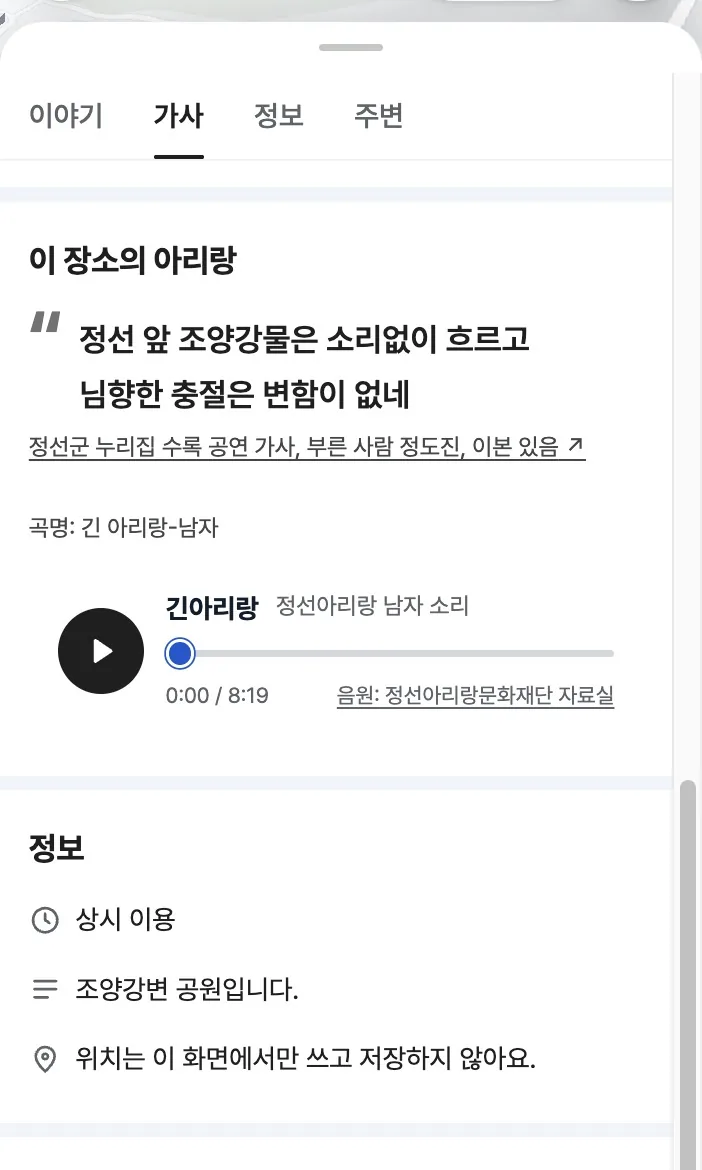 이야기 가사 정보 주변
이 장소의 아리랑
“ 정선 앞 조양강물은 소리없이 흐르고
님향한 충절은 변함이 없네
정선군 누리집 수록 공연 가사, 부른 사람 정도진, 이본 있음 ↗
곡명: 긴 아리랑-남자
긴아리랑 정선아리랑 남자 소리
0:00 / 8:19 음원: 정선아리랑문화재단 자료실
정보
상시 이용
조양강변 공원입니다.
위치는 이 화면에서만 쓰고 저장하지 않아요.